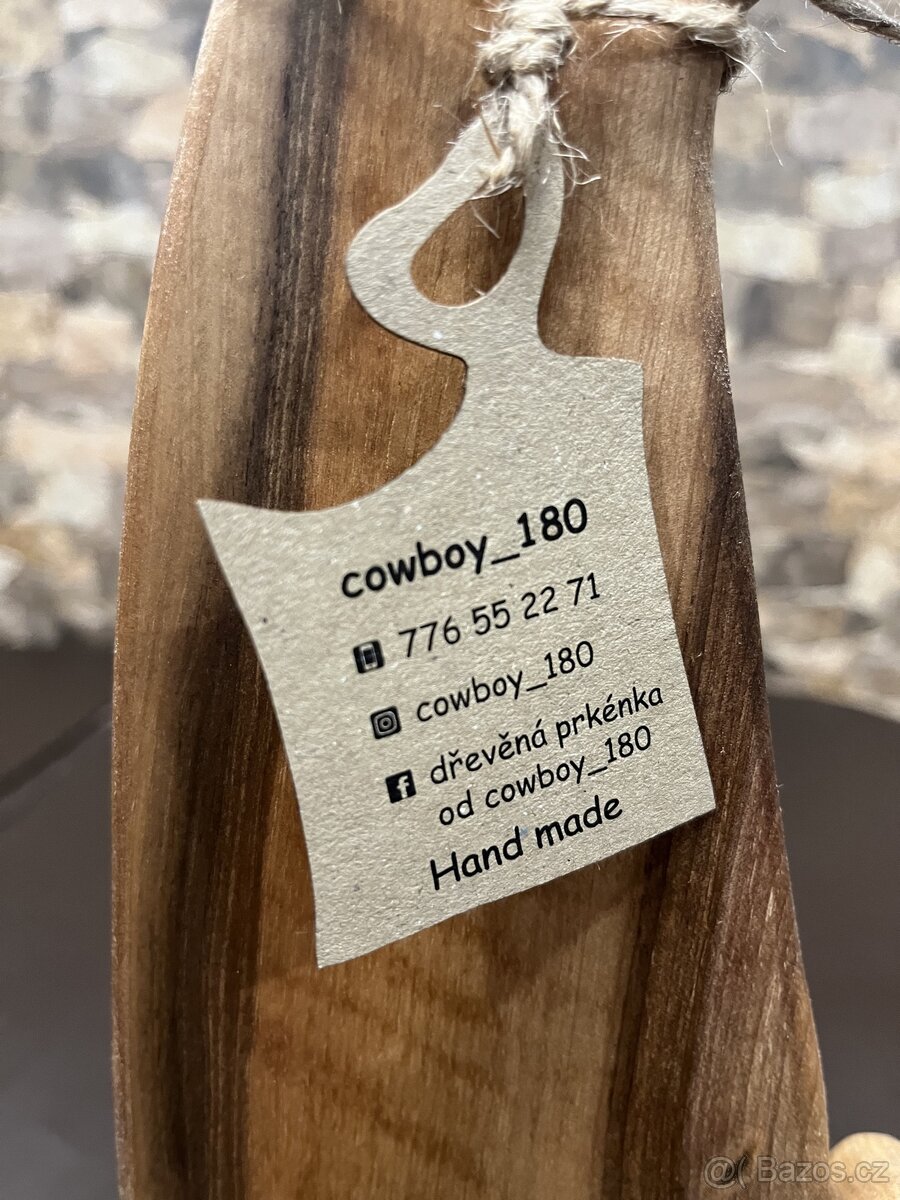 cowboy_180
776 55 22 71
cowboy_180
dřevěná prkénka
od cowboy_180
Hand made
@ Bazos.cz